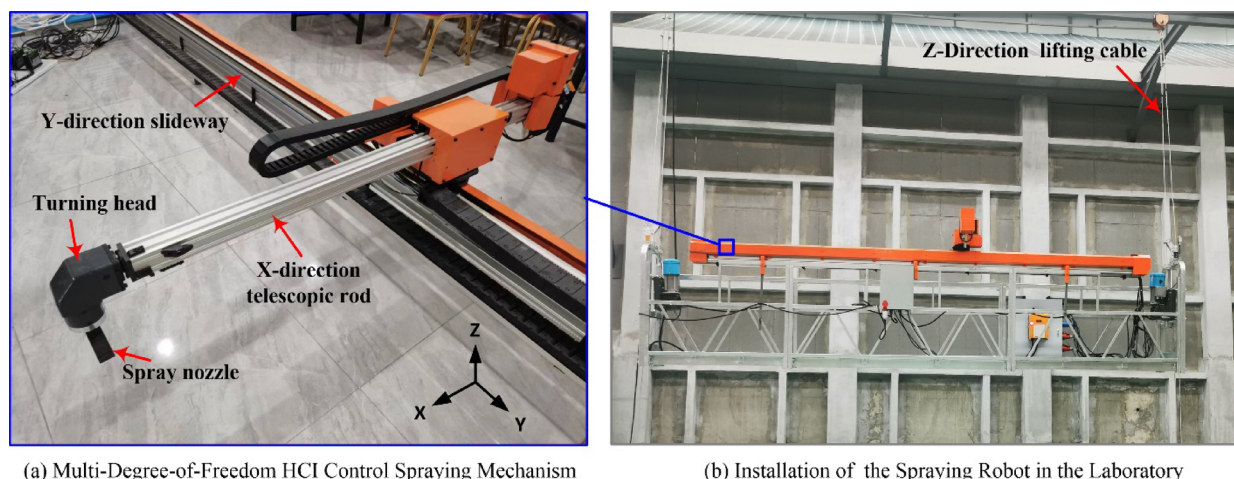 Y-direction slideway
Turning head
X-direction
telescopic rod
Spray nozzle
Z
X
Y
Z-Direction lifting cable
(a) Multi-Degree-of-Freedom HCI Control Spraying Mechanism
(b) Installation of the Spraying Robot in the Laboratory